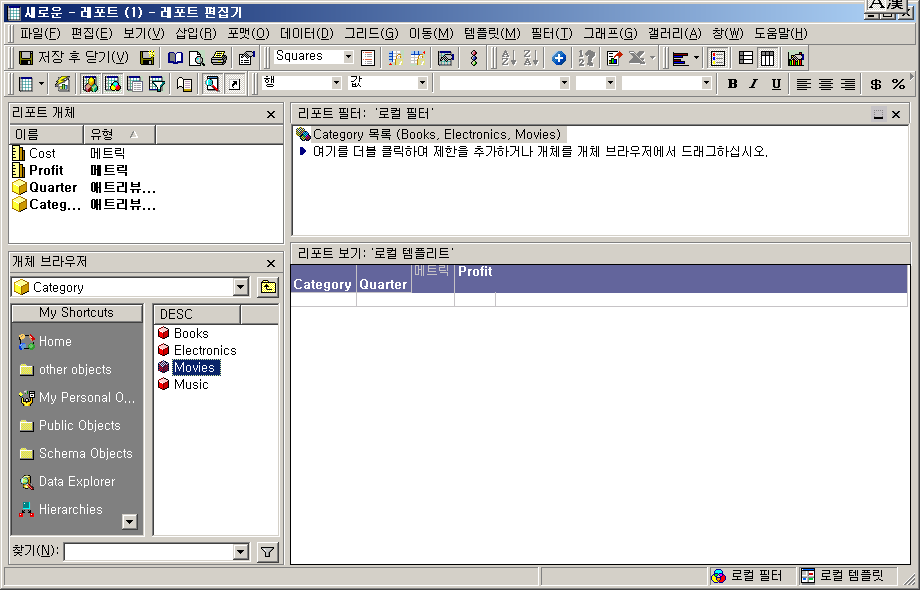 새로운 - 레포트 (1) - 레포트 편집기
A漢
파일(F) 편집(E) 보기(V) 삽입(R) 포맷(O) 데이터(D) 그리드(G) 이동(M) 템플릿(M) 필터(T) 그래프(G) 갤러리(A) 창(W) 도움말(H)
저장 후 닫기(V) Squares
행 값 B I U $ %
리포트 개체
이름 유형
Cost 메트릭
Profit 메트릭
Quarter 애트리뷰...
Categ... 애트리뷰...
개체 브라우저
Category
My Shortcuts
Home
other objects
My Personal O...
Public Objects
Schema Objects
Data Explorer
Hierarchies
DESC
Books
Electronics
Movies
Music
찾기(N):
리포트 필터: '로컬 필터'
Category 목록 (Books, Electronics, Movies)
여기를 더블 클릭하여 제한을 추가하거나 개체를 개체 브라우저에서 드래그하십시오.
리포트 보기: '로컬 템플리트'
Category Quarter 메트릭 Profit
로컬 필터 로컬 템플릿